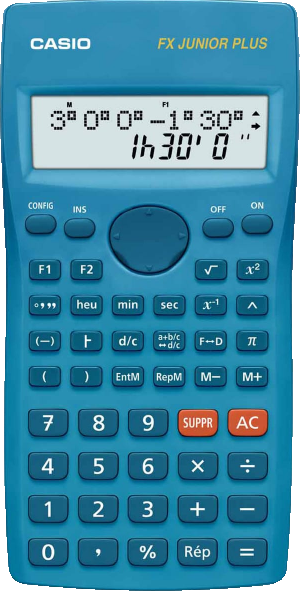 CASIO FX JUNIOR PLUS
M F1
3°0°0°−1°30°
1h30'0''
CONFIG INS OFF ON
F1 F2 √ x²
°,,, heu min sec x⁻¹ ^
(−) ├ d/c a+b/c ↔ d/c F↔D π
( ) EntM RepM M− M+
7 8 9 SUPPR AC
4 5 6 × ÷
1 2 3 + −
0 , % Rép =